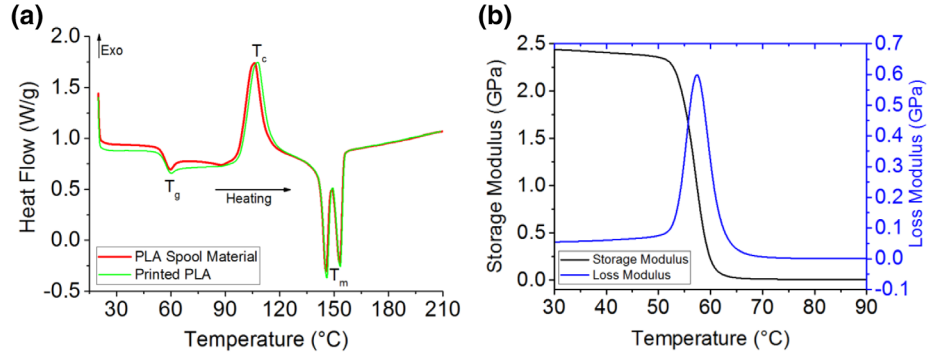 (a)
Exo
T
c
T
g
Heating
T
m
PLA Spool Material
Printed PLA
Heat Flow (W/g)
2.0
1.5
1.0
0.5
0.0
-0.5
30 60 90 120 150 180 210
Temperature (°C)
(b)
Storage Modulus (GPa)
2.5
2.0
1.5
1.0
0.5
0.0
Storage Modulus
Loss Modulus
30 40 50 60 70 80 90
Temperature (°C)
0.7
0.6
0.5
0.4
0.3
0.2
0.1
0.0
-0.1
Loss Modulus (GPa)